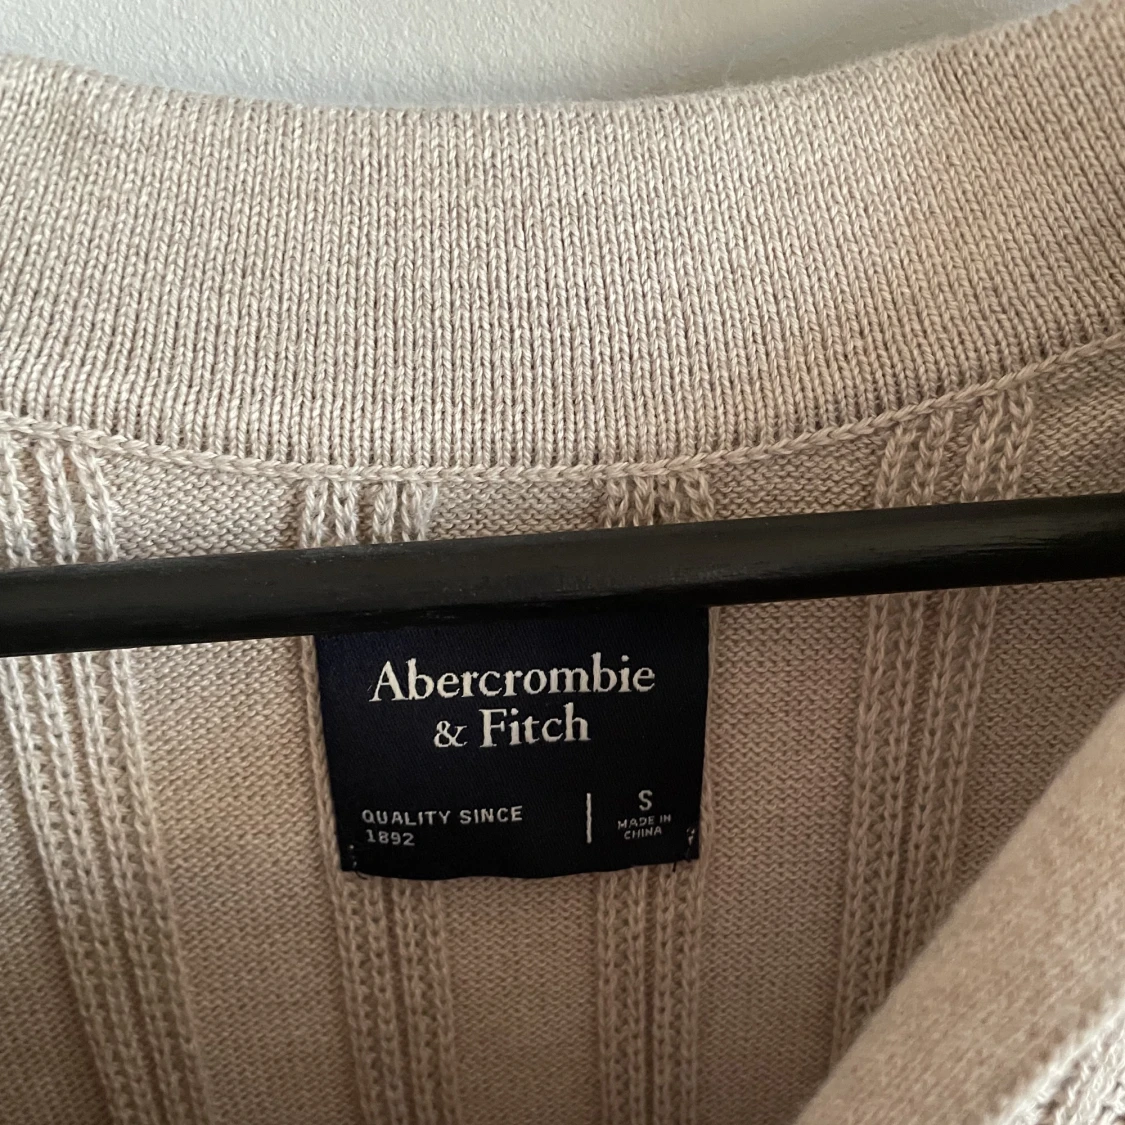 Abercrombie
& Fitch
QUALITY SINCE
1892
S
MADE IN
CHINA